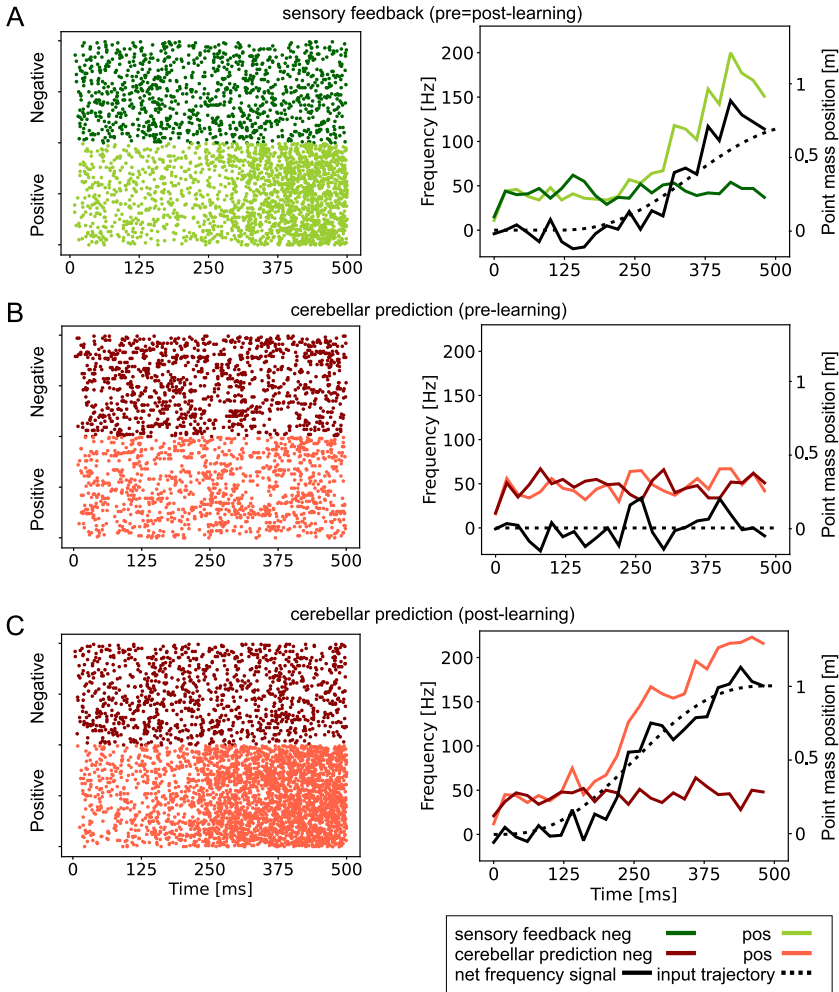 A
sensory feedback (pre=post-learning)
Negative
Positive
0 125 250 375 500
Frequency [Hz]
200
150
100
50
0
0 125 250 375 500
1
0.5
0
Point mass position [m]
B
cerebellar prediction (pre-learning)
Negative
Positive
0 125 250 375 500
Frequency [Hz]
200
150
100
50
0
0 125 250 375 500
1
0.5
0
Point mass position [m]
C
cerebellar prediction (post-learning)
Negative
Positive
0 125 250 375 500
Time [ms]
Frequency [Hz]
200
150
100
50
0
0 125 250 375 500
Time [ms]
1
0.5
0
Point mass position [m]
sensory feedback neg pos
cerebellar prediction neg pos
net frequency signal input trajectory